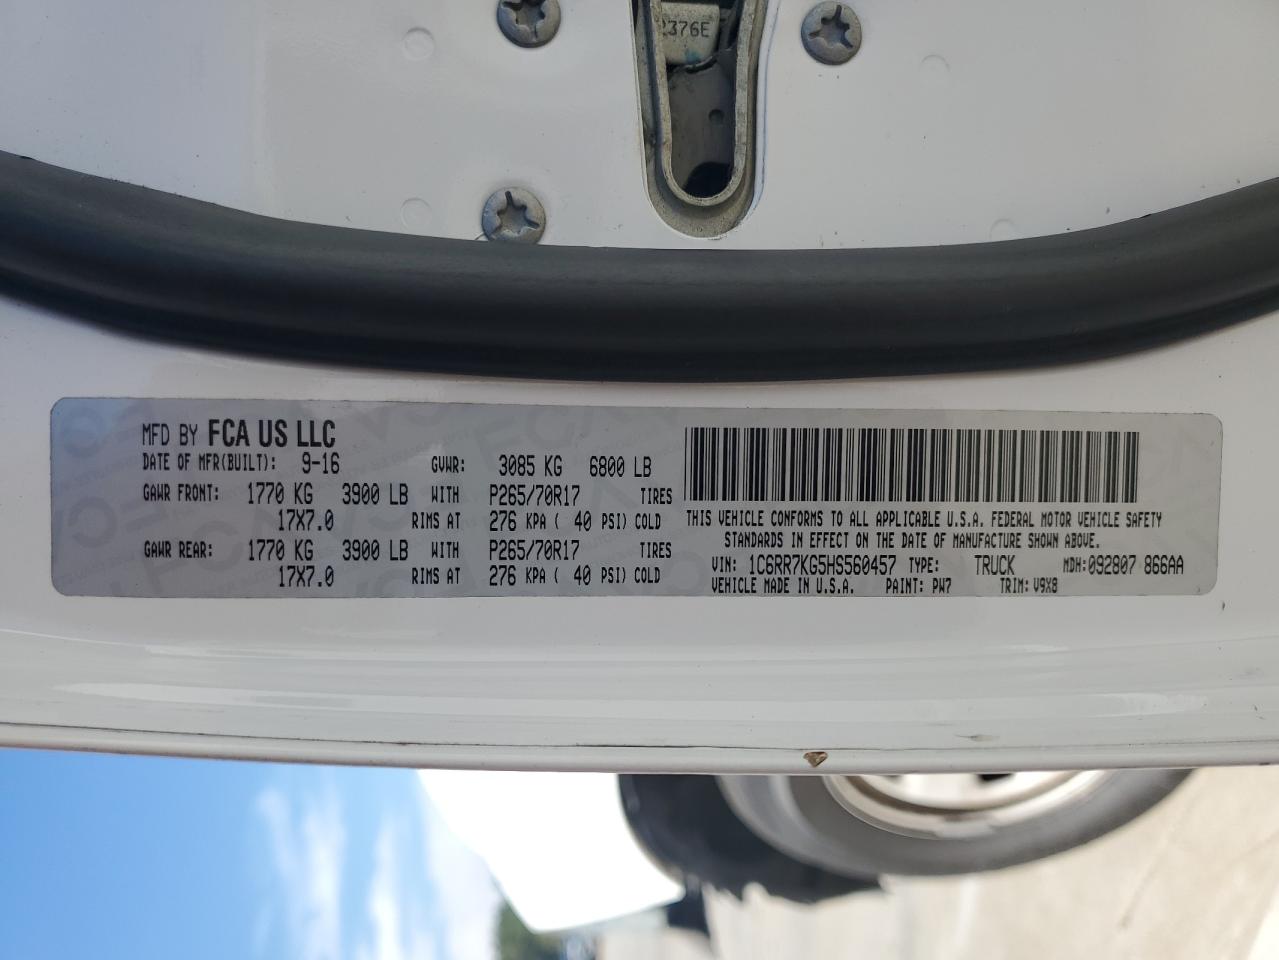 2376E
MFD BY FCA US LLC
DATE OF MFR(BUILT): 9-16 GVWR: 3085 KG 6800 LB
GAWR FRONT: 1770 KG 3900 LB WITH P265/70R17 TIRES
17X7.0 RIMS AT 276 KPA ( 40 PSI) COLD
GAWR REAR: 1770 KG 3900 LB WITH P265/70R17 TIRES
17X7.0 RIMS AT 276 KPA ( 40 PSI) COLD
THIS VEHICLE CONFORMS TO ALL APPLICABLE U.S.A. FEDERAL MOTOR VEHICLE SAFETY
STANDARDS IN EFFECT ON THE DATE OF MANUFACTURE SHOWN ABOVE.
VIN: 1C6RR7KG5HS560457 TYPE: TRUCK MDH:092807 866AA
VEHICLE MADE IN U.S.A. PAINT: PW7 TRIM: V9X8